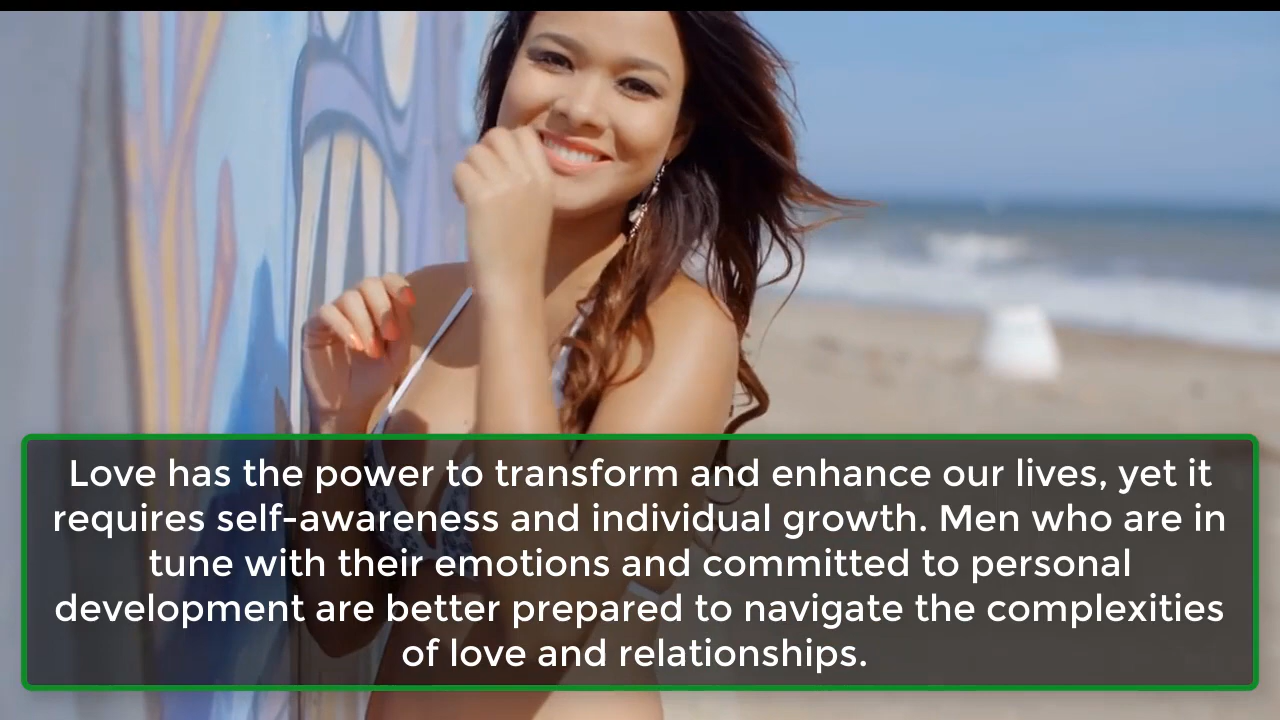 Love has the power to transform and enhance our lives, yet it
requires self-awareness and individual growth. Men who are in
tune with their emotions and committed to personal
development are better prepared to navigate the complexities
of love and relationships.